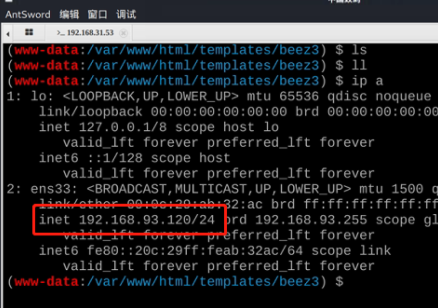 AntSword 编辑 窗口 调试
>_ 192.168.31.53
(www-data:/var/www/html/templates/beez3) $ ls
(www-data:/var/www/html/templates/beez3) $ ll
(www-data:/var/www/html/templates/beez3) $ ip a
1: lo: <LOOPBACK,UP,LOWER_UP> mtu 65536 qdisc noqueue
link/loopback 00:00:00:00:00:00 brd 00:00:00:00:
inet 127.0.0.1/8 scope host lo
valid_lft forever preferred_lft forever
inet6 ::1/128 scope host
valid_lft forever preferred_lft forever
2: ens33: <BROADCAST,MULTICAST,UP,LOWER_UP> mtu 1500 q
link/ether 00:0c:29:ab:32:ac brd ff:ff:ff:ff:ff:ff
inet 192.168.93.120/24 brd 192.168.93.255 scope gl
valid_lft forever preferred_lft forever
inet6 fe80::20c:29ff:feab:32ac/64 scope link
valid_lft forever preferred_lft forever
(www-data:/var/www/html/templates/beez3) $